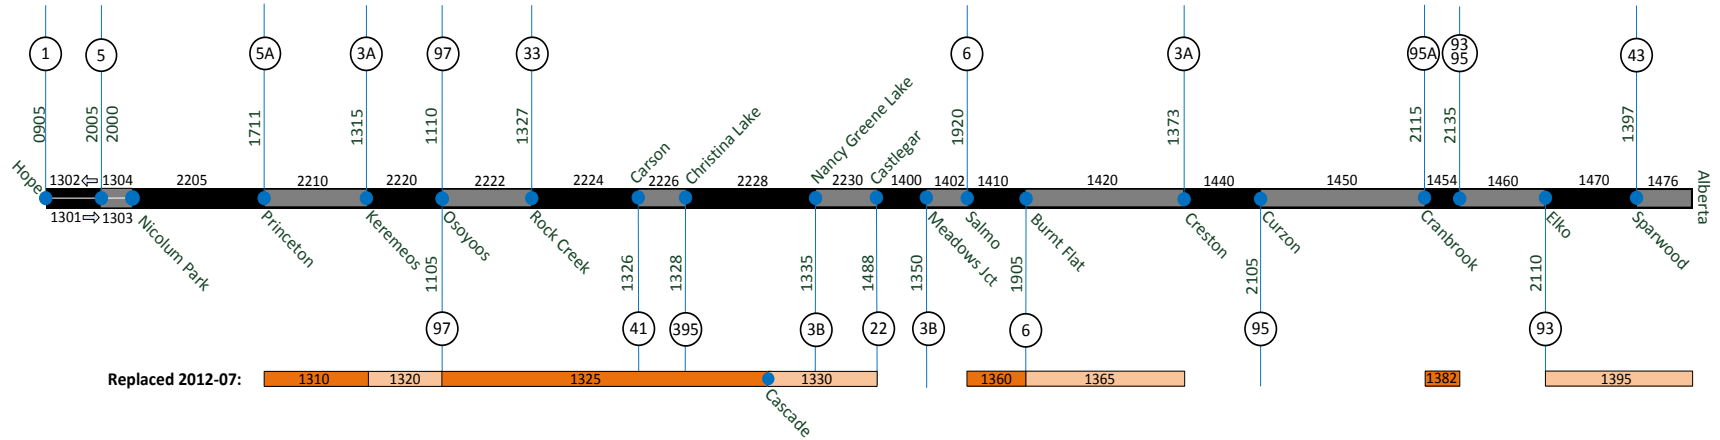 1
5
5A
3A
97
33
6
3A
95A
93
95
43
0905
2005
2000
1711
1315
1110
1327
1920
1373
2115
2135
1397
Carson
Christina Lake
Nancy Greene Lake
Castlegar
Hope
1302 1304 2205 2210 2220 2222 2224 2226 2228 2230 1400 1402 1410 1420 1440 1450 1454 1460 1470 1476
Alberta
1301 1303
Nicolum Park
Princeton
Keremeos
Osoyoos
Rock Creek
Meadows Jct
Salmo
Burnt Flat
Creston
Curzon
Cranbrook
Elko
Sparwood
1105
1326
1328
1335
1488
1350
1905
2105
2110
97
41
395
3B
22
3B
6
95
93
Replaced 2012-07: 1310 1320 1325 1330 1360 1365 1382 1395
Cascade